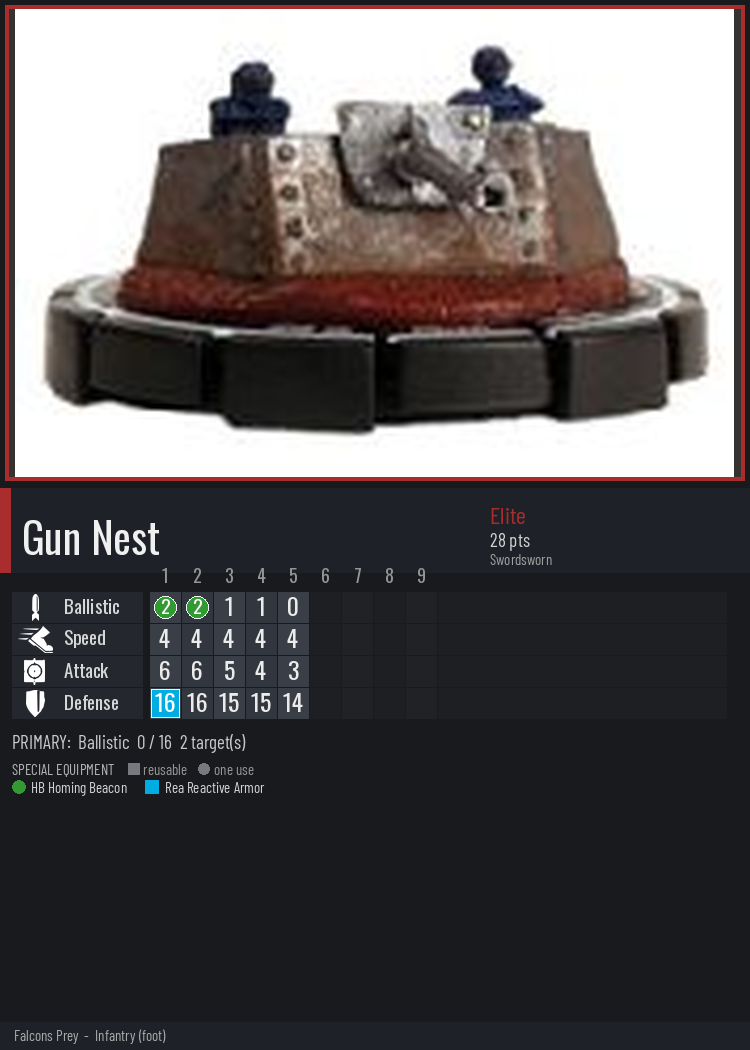 Gun Nest
Elite
28 pts
Swordsworn
1 2 3 4 5 6 7 8 9
Ballistic 2 2 1 1 0
Speed 4 4 4 4 4
Attack 6 6 5 4 3
Defense 16 16 15 15 14
PRIMARY: Ballistic 0 / 16 2 target(s)
SPECIAL EQUIPMENT reusable one use
HB Homing Beacon Rea Reactive Armor
Falcons Prey - Infantry (foot)